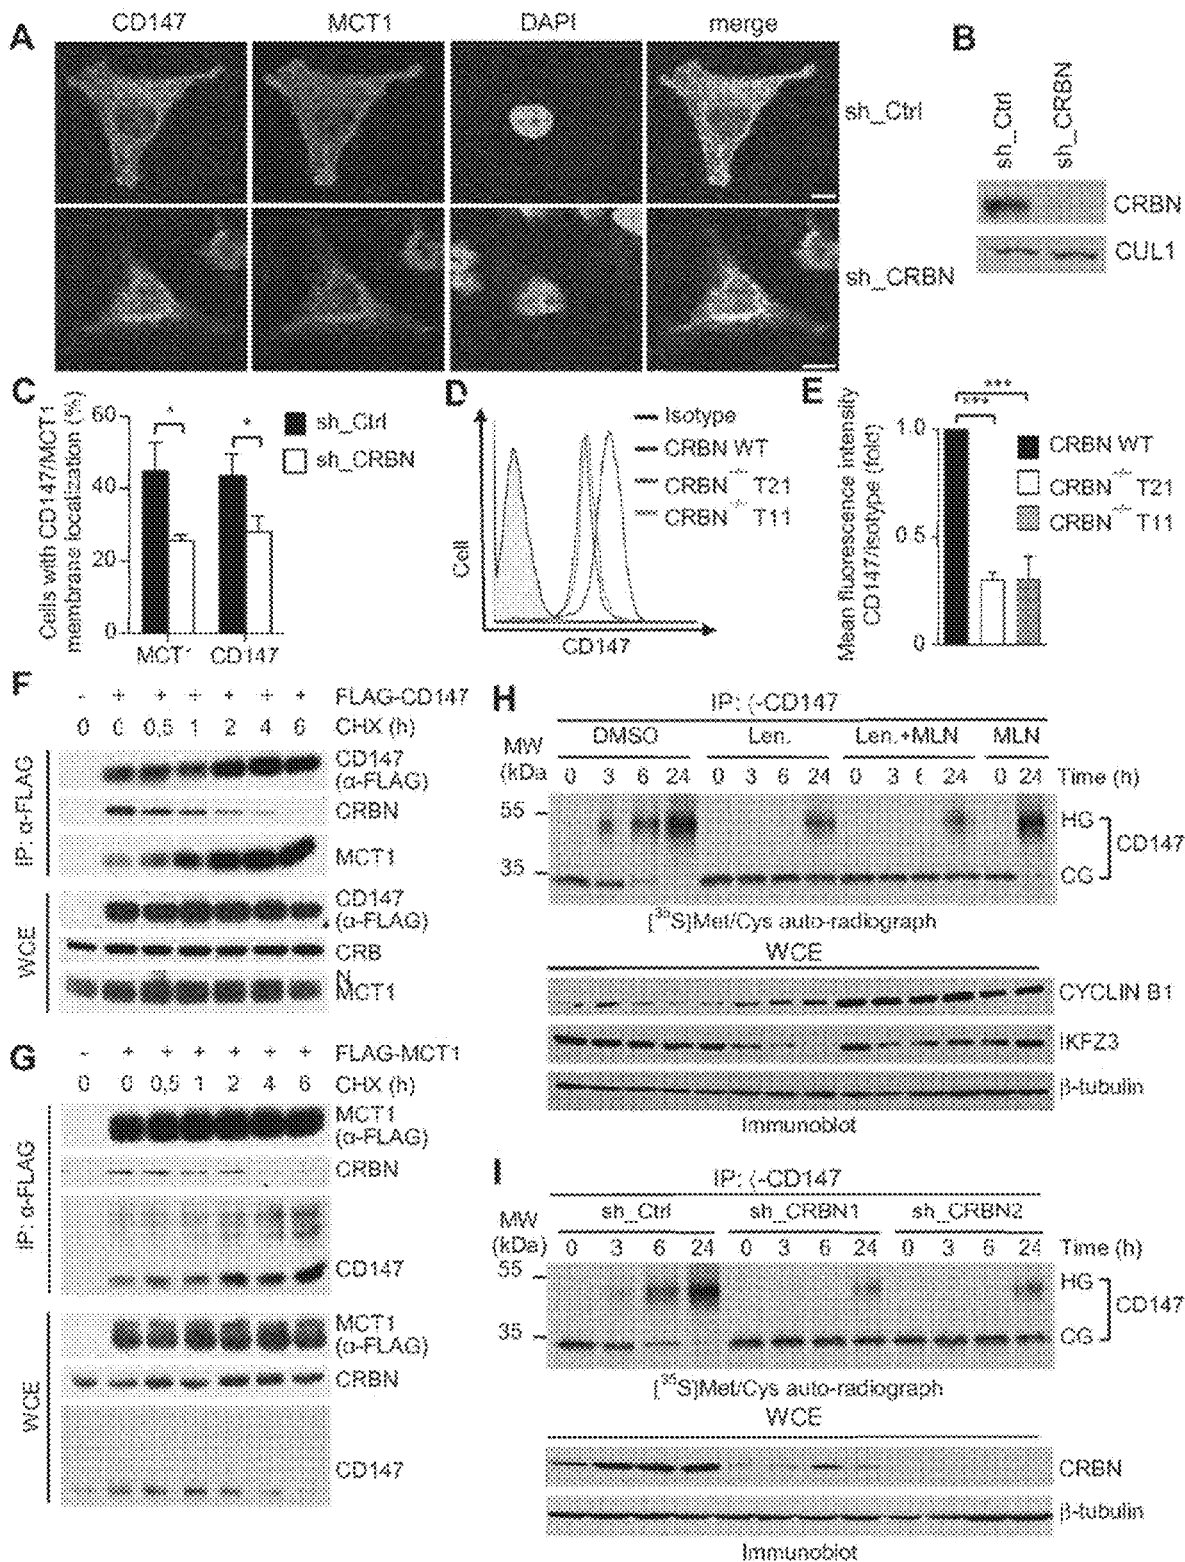 A
CD147 MCT1 DAPI merge
sh_Ctrl
sh_CRBN
B
sh_Ctrl
sh_CRBN
CRBN
CUL1
C
Cells with CD147/MCT1
membrane localization (%)
60
40
20
0
*
*
sh_Ctrl
sh_CRBN
MCT1 CD147
D
Cell
CD147
Isotype
CRBN WT
CRBN-/- T21
CRBN-/- T11
E
Mean fluorescence intensity
CD147/isotype (fold)
1.0
0.5
0
***
***
CRBN WT
CRBN-/- T21
CRBN-/- T11
F
- + + + + + + FLAG-CD147
0 0 0,5 1 2 4 6 CHX (h)
IP: α-FLAG
CD147
(α-FLAG)
CRBN
MCT1
WCE
CD147
(α-FLAG)
CRB
N
MCT1
G
- + + + + + + FLAG-MCT1
0 0 0,5 1 2 4 6 CHX (h)
IP: α-FLAG
MCT1
(α-FLAG)
CRBN
CD147
WCE
MCT1
(α-FLAG)
CRBN
CD147
H
IP: (-CD147
MW
(kDa
DMSO Len. Len.+MLN MLN
0 3 6 24 0 3 6 24 0 3 6 24 0 24 Time (h)
55
35
HG
CG
CD147
[35S]Met/Cys auto-radiograph
WCE
CYCLIN B1
IKFZ3
β-tubulin
Immunoblot
I
IP: (-CD147
MW
(kDa)
sh_Ctrl sh_CRBN1 sh_CRBN2
0 3 6 24 0 3 6 24 0 3 6 24 Time (h)
55
35
HG
CG
CD147
[35S]Met/Cys auto-radiograph
WCE
CRBN
β-tubulin
Immunoblot